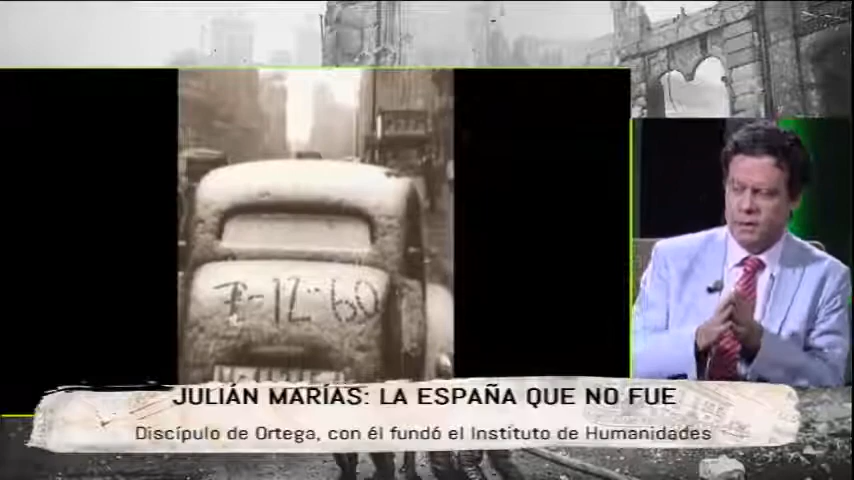 7-12-60
JULIÁN MARÍAS: LA ESPAÑA QUE NO FUE
Discípulo de Ortega, con él fundó el Instituto de Humanidades